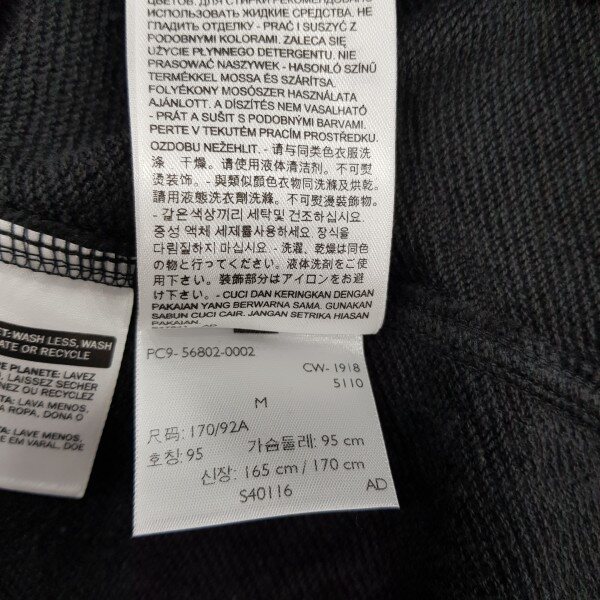 ЦВЕТОВ. ДЛЯ СТИРКИ РЕКОМЕНДОВАНО
ИСПОЛЬЗОВАТЬ ЖИДКИЕ СРЕДСТВА. НЕ
ГЛАДИТЬ ОТДЕЛКУ - PRAĆ I SUSZYĆ Z
PODOBNYMI KOLORAMI. ZALECA SIĘ
UŻYCIE PŁYNNEGO DETERGENTU. NIE
PRASOWAĆ NASZYWEK - HASONLÓ SZÍNŰ
TERMÉKKEL MOSSA ÉS SZÁRÍTSA.
FOLYÉKONY MOSÓSZER HASZNÁLATA
AJÁNLOTT. A DÍSZÍTÉS NEM VASALHATÓ
- PRÁT A SUŠIT S PODOBNÝMI BARVAMI.
PERTE V TEKUTÉM PRACÍM PROSTŘEDKU.
OZDOBU NEŽEHLIT. - 请与同类色衣服洗
涤 干燥。请使用液体清洁剂。不可熨
烫装饰。- 與類似顏色衣物同洗滌及烘乾。
請用液態洗衣劑洗滌。不可熨燙裝飾物。
- 같은 색상끼리 세탁및 건조하십시요.
중성 액체 세제를사용하세요. 장식을
다림질하지 마십시요. - 洗濯、乾燥は同色
の物と行ってください。液体洗剤をご使
用下さい。装飾部分はアイロンをお避
け下さい。- CUCI DAN KERINGKAN DENGAN
PAKAIAN YANG BERWARNA SAMA. GUNAKAN
SABUN CUCI CAIR. JANGAN SETRIKA HIASAN
PAKAIAN.
ET: WASH LESS, WASH
ATE OR RECYCLE
E PLANETE: LAVEZ
, LAISSEZ SECHER
NNEZ OU RECYCLEZ
TA: LAVA MENOS,
A ROPA, DONA O
TA: LAVE MENOS,
E EM VARAL. DOE
PC9- 56802-0002
CW- 1918
5110
M
尺码: 170/92A
호칭: 95 가슴둘레: 95 cm
신장: 165 cm / 170 cm
S40116 AD